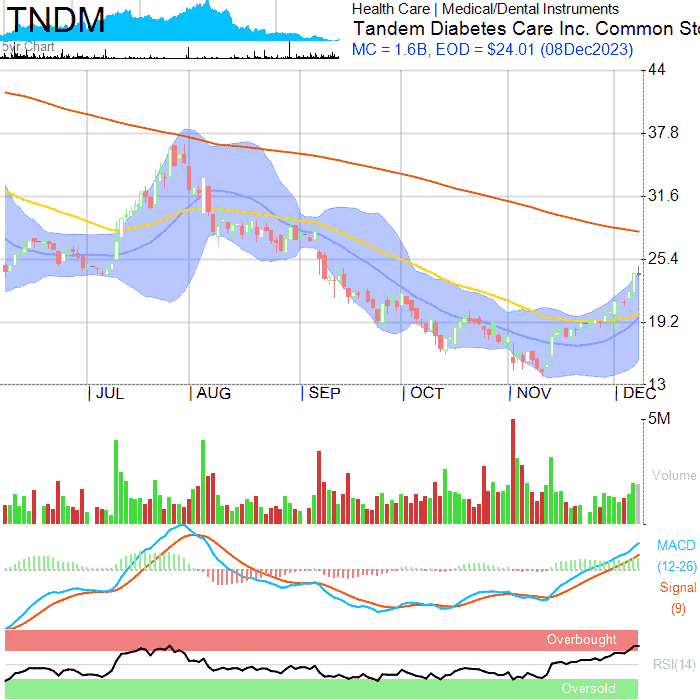 TNDM
5yr Chart
Health Care | Medical/Dental Instruments
Tandem Diabetes Care Inc. Common Sto
MC = 1.6B, EOD = $24.01 (08Dec2023)
44
37.8
31.6
25.4
19.2
13
JUL AUG SEP OCT NOV DEC
5M
Volume
MACD
(12-26)
Signal
(9)
Overbought
RSI(14)
Oversold